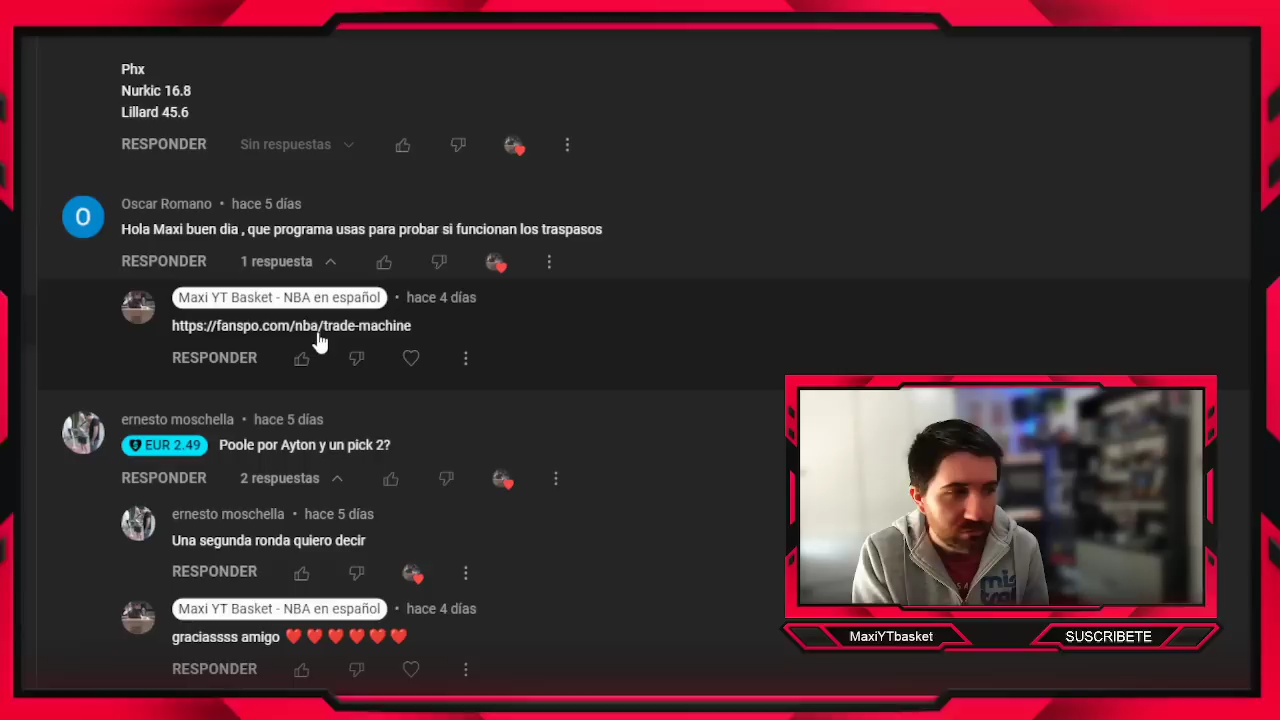 Phx
Nurkic 16.8
Lillard 45.6
RESPONDER Sin respuestas
O
Oscar Romano • hace 5 días
Hola Maxi buen dia , que programa usas para probar si funcionan los traspasos
RESPONDER 1 respuesta
Maxi YT Basket - NBA en español • hace 4 días
https://fanspo.com/nba/trade-machine
RESPONDER
ernesto moschella • hace 5 días
EUR 2.49 Poole por Ayton y un pick 2?
RESPONDER 2 respuestas
ernesto moschella • hace 5 días
Una segunda ronda quiero decir
RESPONDER
Maxi YT Basket - NBA en español • hace 4 días
graciassss amigo ❤️ ❤️ ❤️ ❤️ ❤️ ❤️
RESPONDER
MaxiYTbasket
SUSCRIBETE